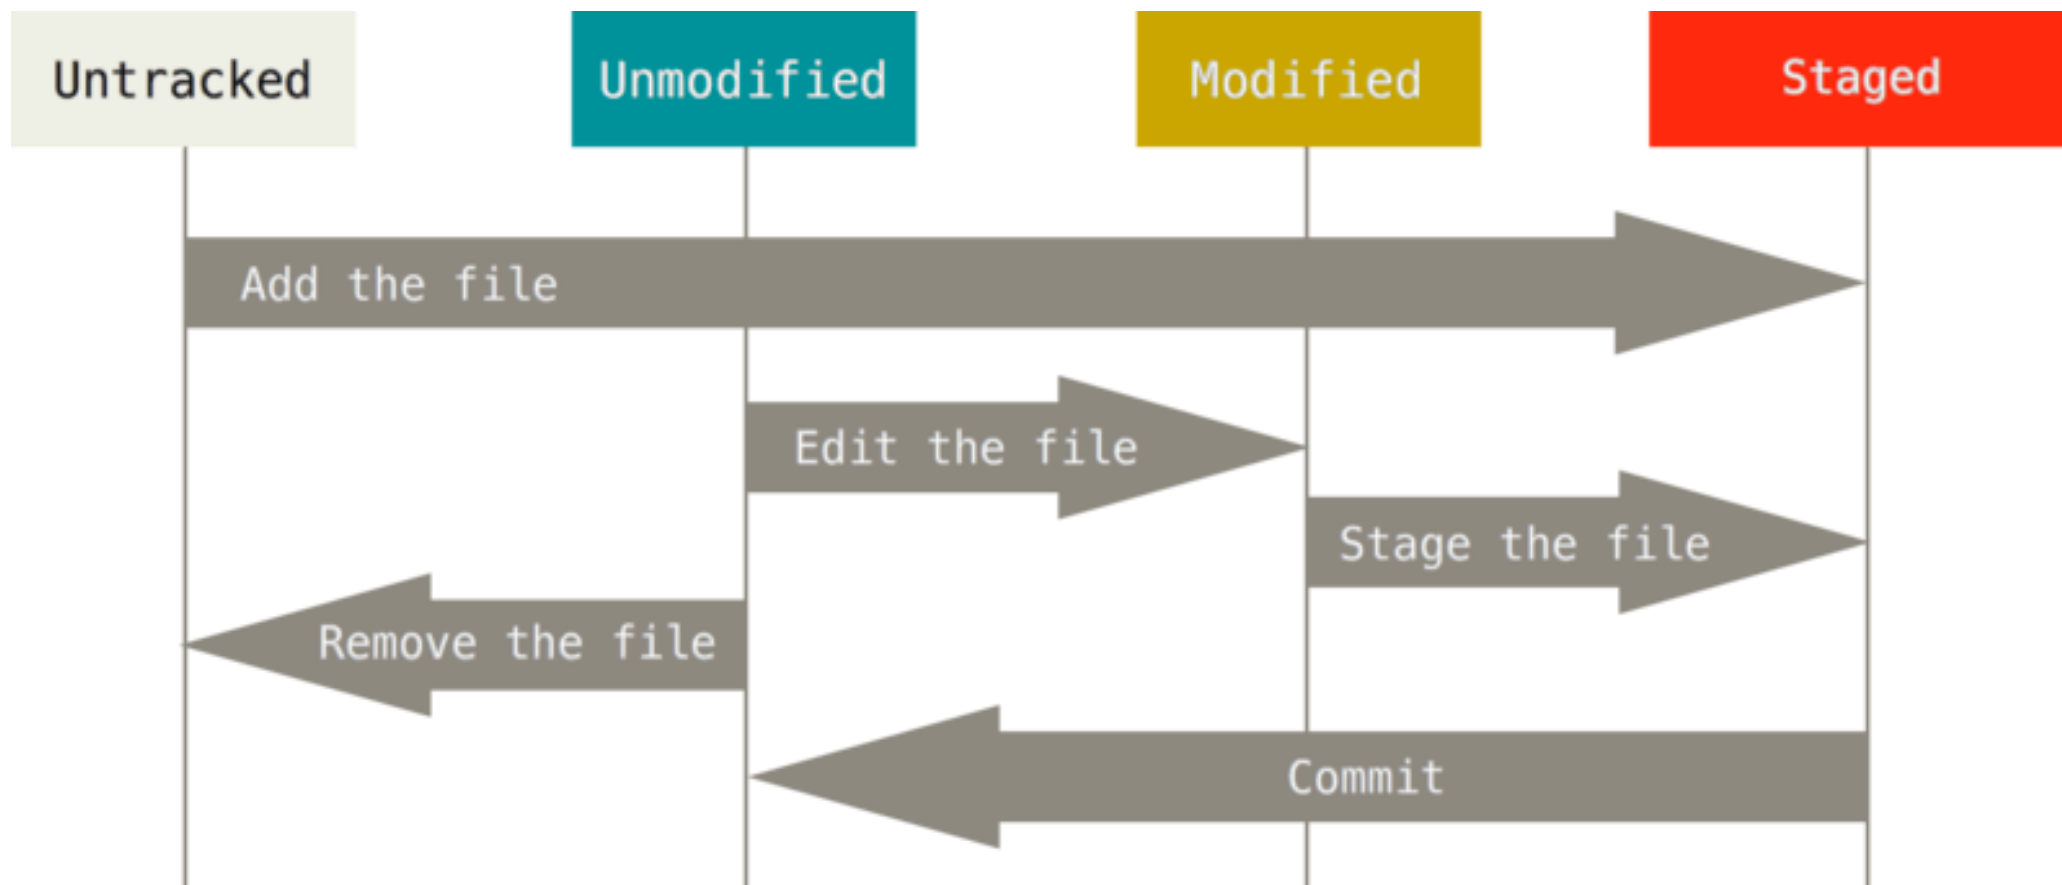 Untracked
Unmodified
Modified
Staged
Add the file
Edit the file
Stage the file
Remove the file
Commit